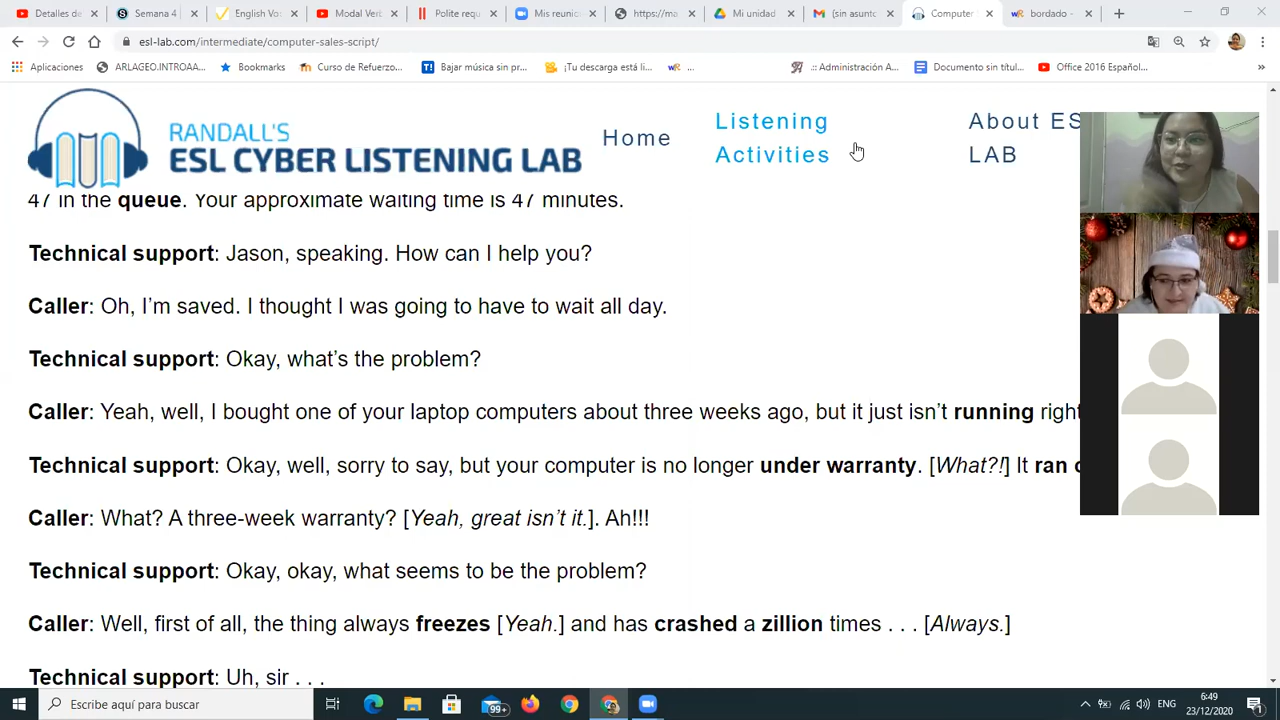 Detalles de
Semana 4
English Voc
Modal Verb
Polite requ
Mis reunion
https://ma
Mi unidad
(sin asunto
Computer
bordado -
esl-lab.com/intermediate/computer-sales-script/
Aplicaciones
ARLAGEO.INTROAA...
Bookmarks
Curso de Refuerzo...
Bajar música sin pr...
¡Tu descarga está li...
...
.:: Administración A...
Documento sin títul...
Office 2016 Español...
RANDALL'S
ESL CYBER LISTENING LAB
Home
Listening
Activities
About ES
LAB
47 in the queue. Your approximate waiting time is 47 minutes.
Technical support: Jason, speaking. How can I help you?
Caller: Oh, I'm saved. I thought I was going to have to wait all day.
Technical support: Okay, what's the problem?
Caller: Yeah, well, I bought one of your laptop computers about three weeks ago, but it just isn't running right
Technical support: Okay, well, sorry to say, but your computer is no longer under warranty. [What?!] It ran
Caller: What? A three-week warranty? [Yeah, great isn't it.]. Ah!!!
Technical support: Okay, okay, what seems to be the problem?
Caller: Well, first of all, the thing always freezes [Yeah.] and has crashed a zillion times . . . [Always.]
Technical support: Uh, sir . . .
Escribe aquí para buscar
99+
ENG
6:49
23/12/2020